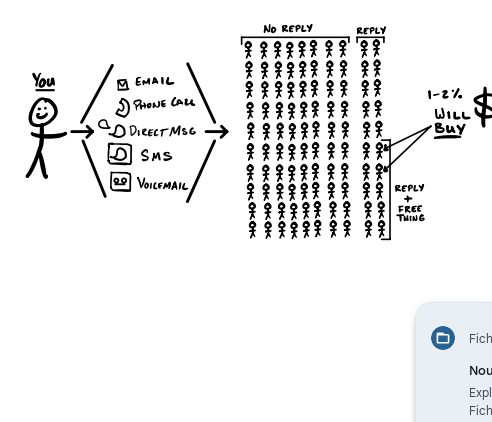 You
EMAIL
PHONE CALL
DIRECT MSG
SMS
VOICEMAIL
NO REPLY
REPLY
1-2%
WILL
BUY
$
REPLY
+
FREE
THING
Fich
Nou
Expl
Fich